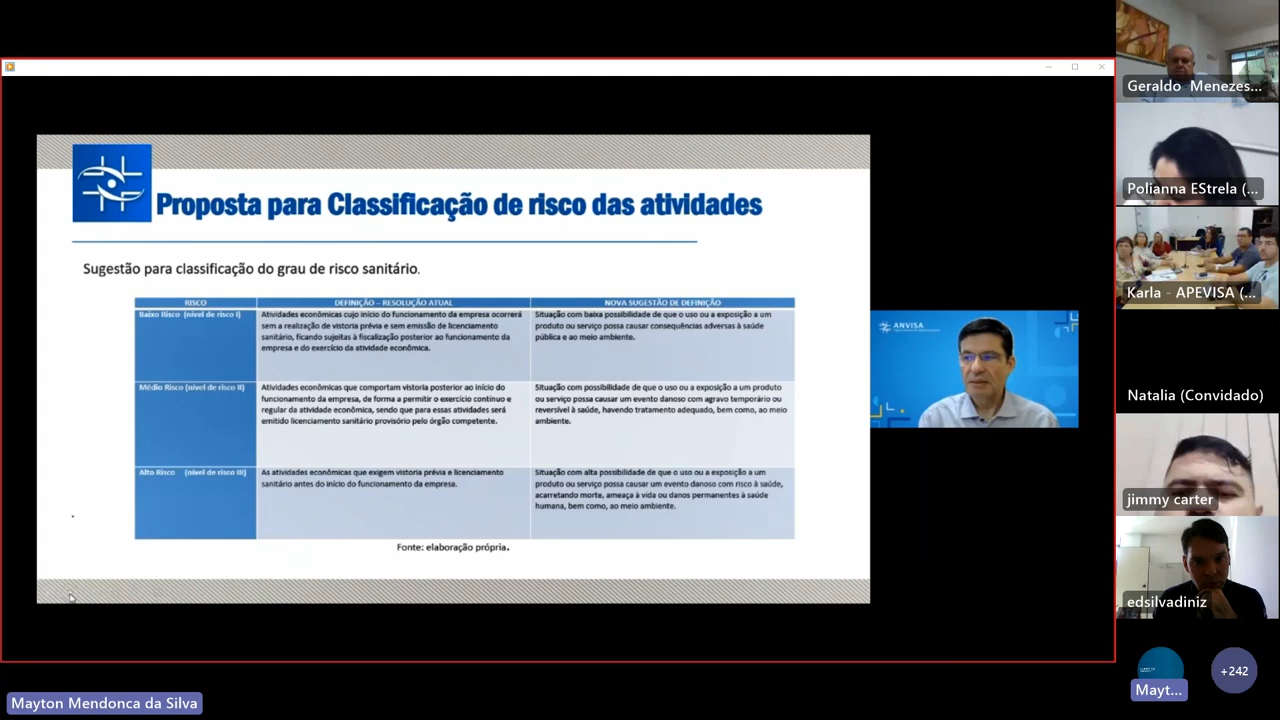 Proposta para Classificação de risco das atividades
Sugestão para classificação do grau de risco sanitário.
RISCO
DEFINIÇÃO – RESOLUÇÃO ATUAL
NOVA SUGESTÃO DE DEFINIÇÃO
Baixo Risco (nível de risco I)
Atividades econômicas cujo início do funcionamento da empresa ocorrerá
sem a realização de vistoria prévia e sem emissão de licenciamento
sanitário, ficando sujeitas à fiscalização posterior ao funcionamento da
empresa e do exercício da atividade econômica.
Situação com baixa possibilidade de que o uso ou a exposição a um
produto ou serviço possa causar consequências adversas à saúde
pública e ao meio ambiente.
Médio Risco (nível de risco II)
Atividades econômicas que comportam vistoria posterior ao início do
funcionamento da empresa, de forma a permitir o exercício contínuo e
regular da atividade econômica, sendo que para essas atividades será
emitido licenciamento sanitário provisório pelo órgão competente.
Situação com possibilidade de que o uso ou a exposição a um produto
ou serviço possa causar um evento danoso com agravo temporário ou
reversível à saúde, havendo tratamento adequado, bem como, ao meio
ambiente.
Alto Risco (nível de risco III)
As atividades econômicas que exigem vistoria prévia e licenciamento
sanitário antes do início do funcionamento da empresa.
Situação com alta possibilidade de que o uso ou a exposição a um
produto ou serviço possa causar um evento danoso com risco à saúde,
acarretando morte, ameaça à vida ou danos permanentes à saúde
humana, bem como, ao meio ambiente.
Fonte: elaboração própria.
ANVISA
Geraldo Menezes...
Polianna EStrela (...
Karla - APEVISA (...
Natalia (Convidado)
jimmy carter
edsilvadiniz
Mayt...
+242
Mayton Mendonca da Silva